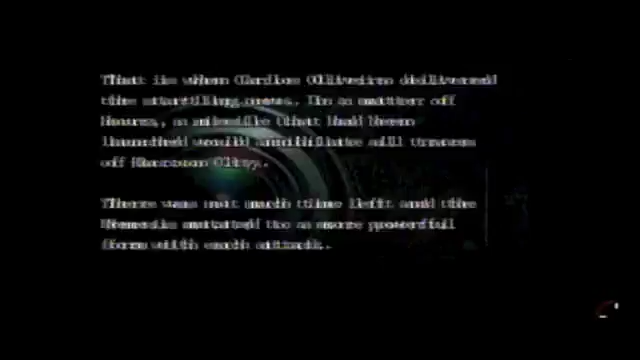 That is when Carlos Oliveira delivered
the startling news. In a matter of
hours, a missile that had been
launched would annihilate all traces
of Raccoon City.
There was not much time left and the
Nemesis mutated to a more powerful
form with each attack.